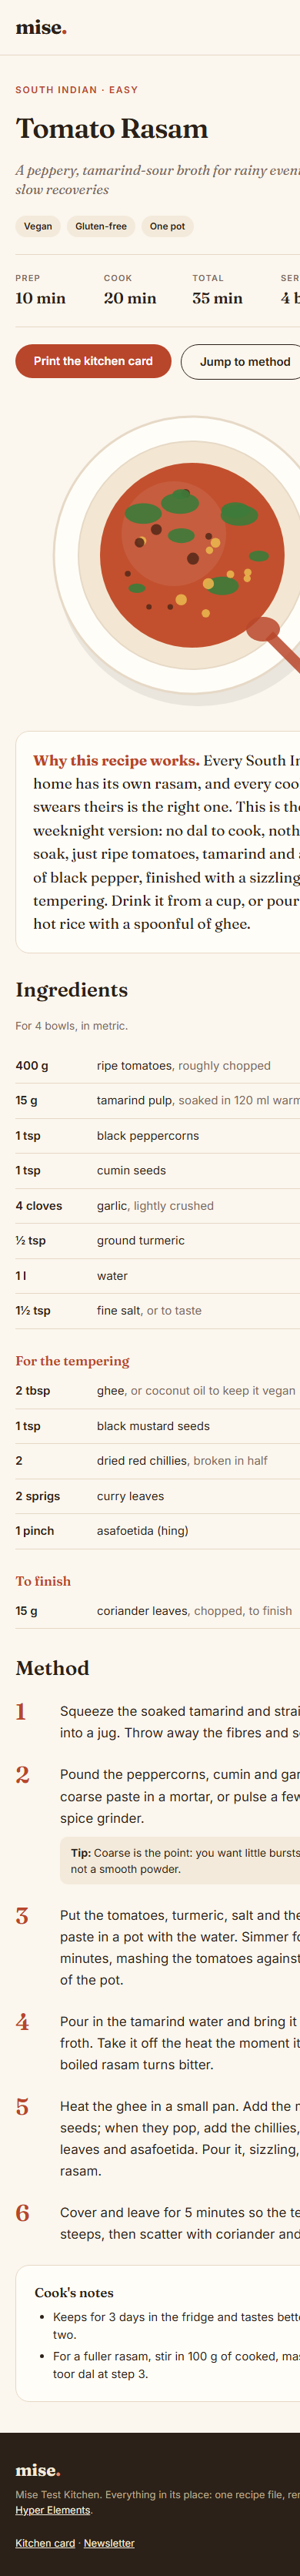 mise.
SOUTH INDIAN · EASY
Tomato Rasam
A peppery, tamarind-sour broth for rainy
slow recoveries
Vegan Gluten-free One pot
PREP COOK TOTAL
10 min 20 min 35 min 4
Print the kitchen card Jump to method
Why this recipe works. Every South
home has its own rasam, and every
swears theirs is the right one. This is
weeknight version: no dal to cook,
soak, just ripe tomatoes, tamarind and
of black pepper, finished with a sizzling
tempering. Drink it from a cup, or pour
hot rice with a spoonful of ghee.
Ingredients
For 4 bowls, in metric.
400 g ripe tomatoes, roughly chopped
15 g tamarind pulp, soaked in 120 ml warm
1 tsp black peppercorns
1 tsp cumin seeds
4 cloves garlic, lightly crushed
½ tsp ground turmeric
1 l water
1½ tsp fine salt, or to taste
For the tempering
2 tbsp ghee, or coconut oil to keep it vegan
1 tsp black mustard seeds
2 dried red chillies, broken in half
2 sprigs curry leaves
1 pinch asafoetida (hing)
To finish
15 g coriander leaves, chopped, to finish
Method
1 Squeeze the soaked tamarind and
into a jug. Throw away the fibres and
2 Pound the peppercorns, cumin and
coarse paste in a mortar, or pulse a
spice grinder.
Tip: Coarse is the point: you want little bursts
not a smooth powder.
3 Put the tomatoes, turmeric, salt and the
paste in a pot with the water. Simmer
minutes, mashing the tomatoes against
of the pot.
4 Pour in the tamarind water and bring it
froth. Take it off the heat the moment it
boiled rasam turns bitter.
5 Heat the ghee in a small pan. Add the
seeds; when they pop, add the chillies,
leaves and asafoetida. Pour it, sizzling,
rasam.
6 Cover and leave for 5 minutes so the
steeps, then scatter with coriander and
Cook's notes
• Keeps for 3 days in the fridge and tastes
two.
• For a fuller rasam, stir in 100 g of cooked,
toor dal at step 3.
mise.
Mise Test Kitchen. Everything in its place: one recipe file,
Hyper Elements.
Kitchen card · Newsletter